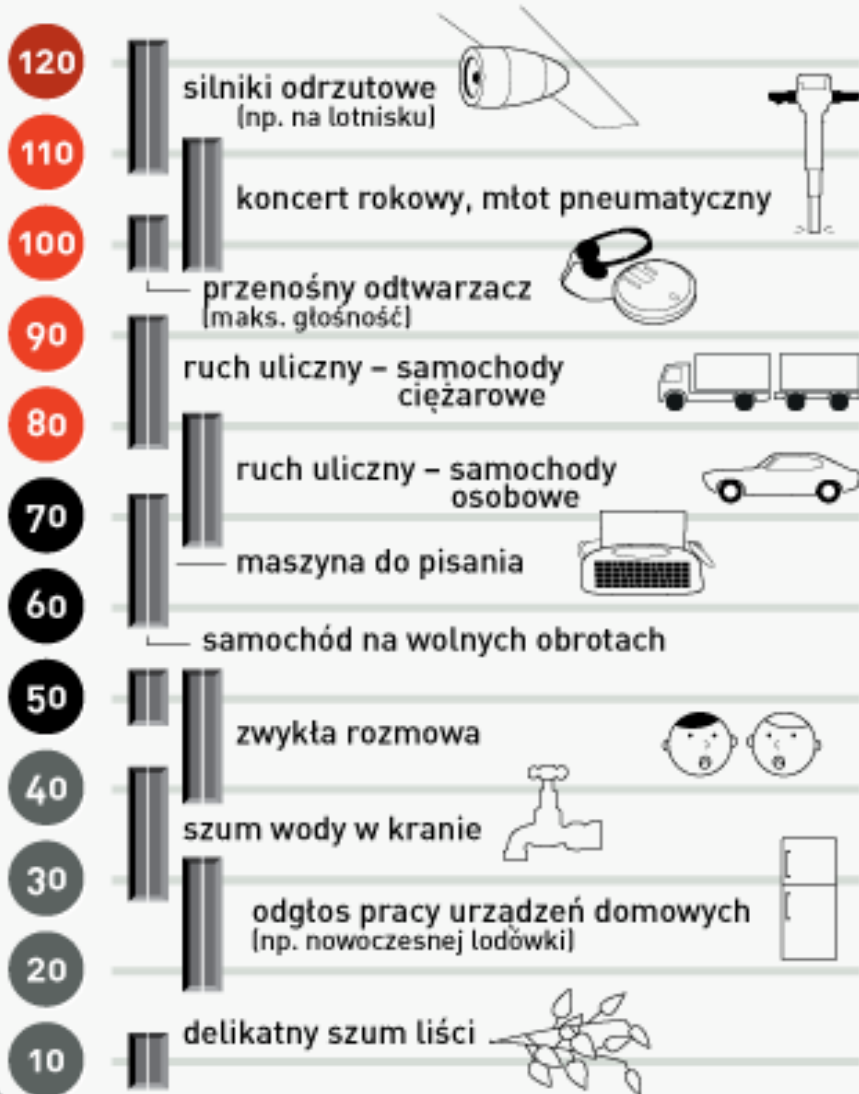 120
silniki odrzutowe
(np. na lotnisku)
110
koncert rokowy, młot pneumatyczny
100
przenośny odtwarzacz
(maks. głośność)
90
ruch uliczny – samochody
ciężarowe
80
ruch uliczny – samochody
osobowe
70
maszyna do pisania
60
samochód na wolnych obrotach
50
zwykła rozmowa
40
szum wody w kranie
30
odgłos pracy urządzeń domowych
(np. nowoczesnej lodówki)
20
delikatny szum liści
10